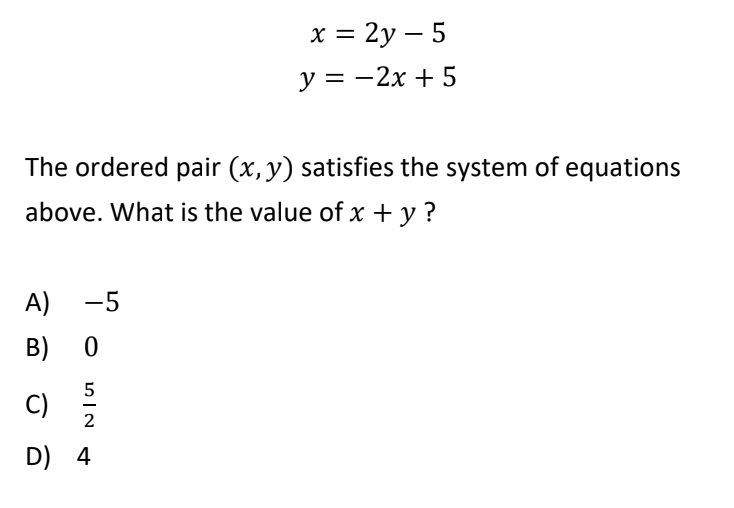 x = 2y − 5
y = −2x + 5
The ordered pair (x, y) satisfies the system of equations
above. What is the value of x + y ?
A) −5
B) 0
C) 5/2
D) 4